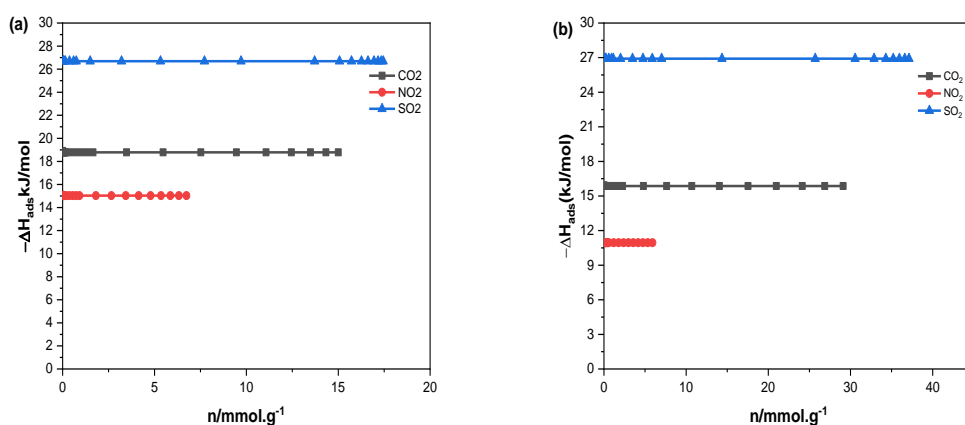 (a)
30
28
26
24
22
20
18
16
14
12
10
8
6
4
2
0
−ΔHads kJ/mol
CO2
NO2
SO2
0 5 10 15 20
n/mmol.g-1
(b)
30
27
24
21
18
15
12
9
6
3
0
−ΔHads(kJ/mol)
CO2
NO2
SO2
0 10 20 30 40
n/mmol.g-1